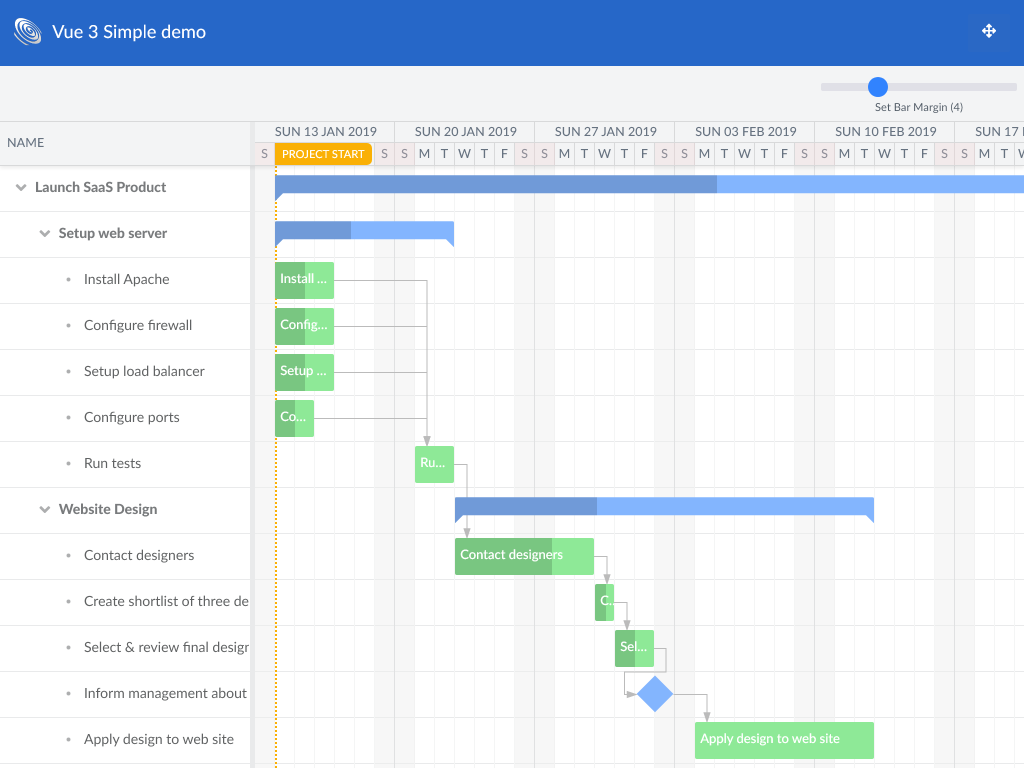 Vue 3 Simple demo
Set Bar Margin (4)
NAME
SUN 13 JAN 2019 SUN 20 JAN 2019 SUN 27 JAN 2019 SUN 03 FEB 2019 SUN 10 FEB 2019 SUN 17
S PROJECT START S S M T W T F S S M T W T F S S M T W T F S S M T W T F S S M T W
Launch SaaS Product
Setup web server
Install Apache Install ...
Configure firewall Config...
Setup load balancer Setup ...
Configure ports Co...
Run tests Ru...
Website Design
Contact designers Contact designers
Create shortlist of three de C...
Select & review final design Sel...
Inform management about
Apply design to web site Apply design to web site